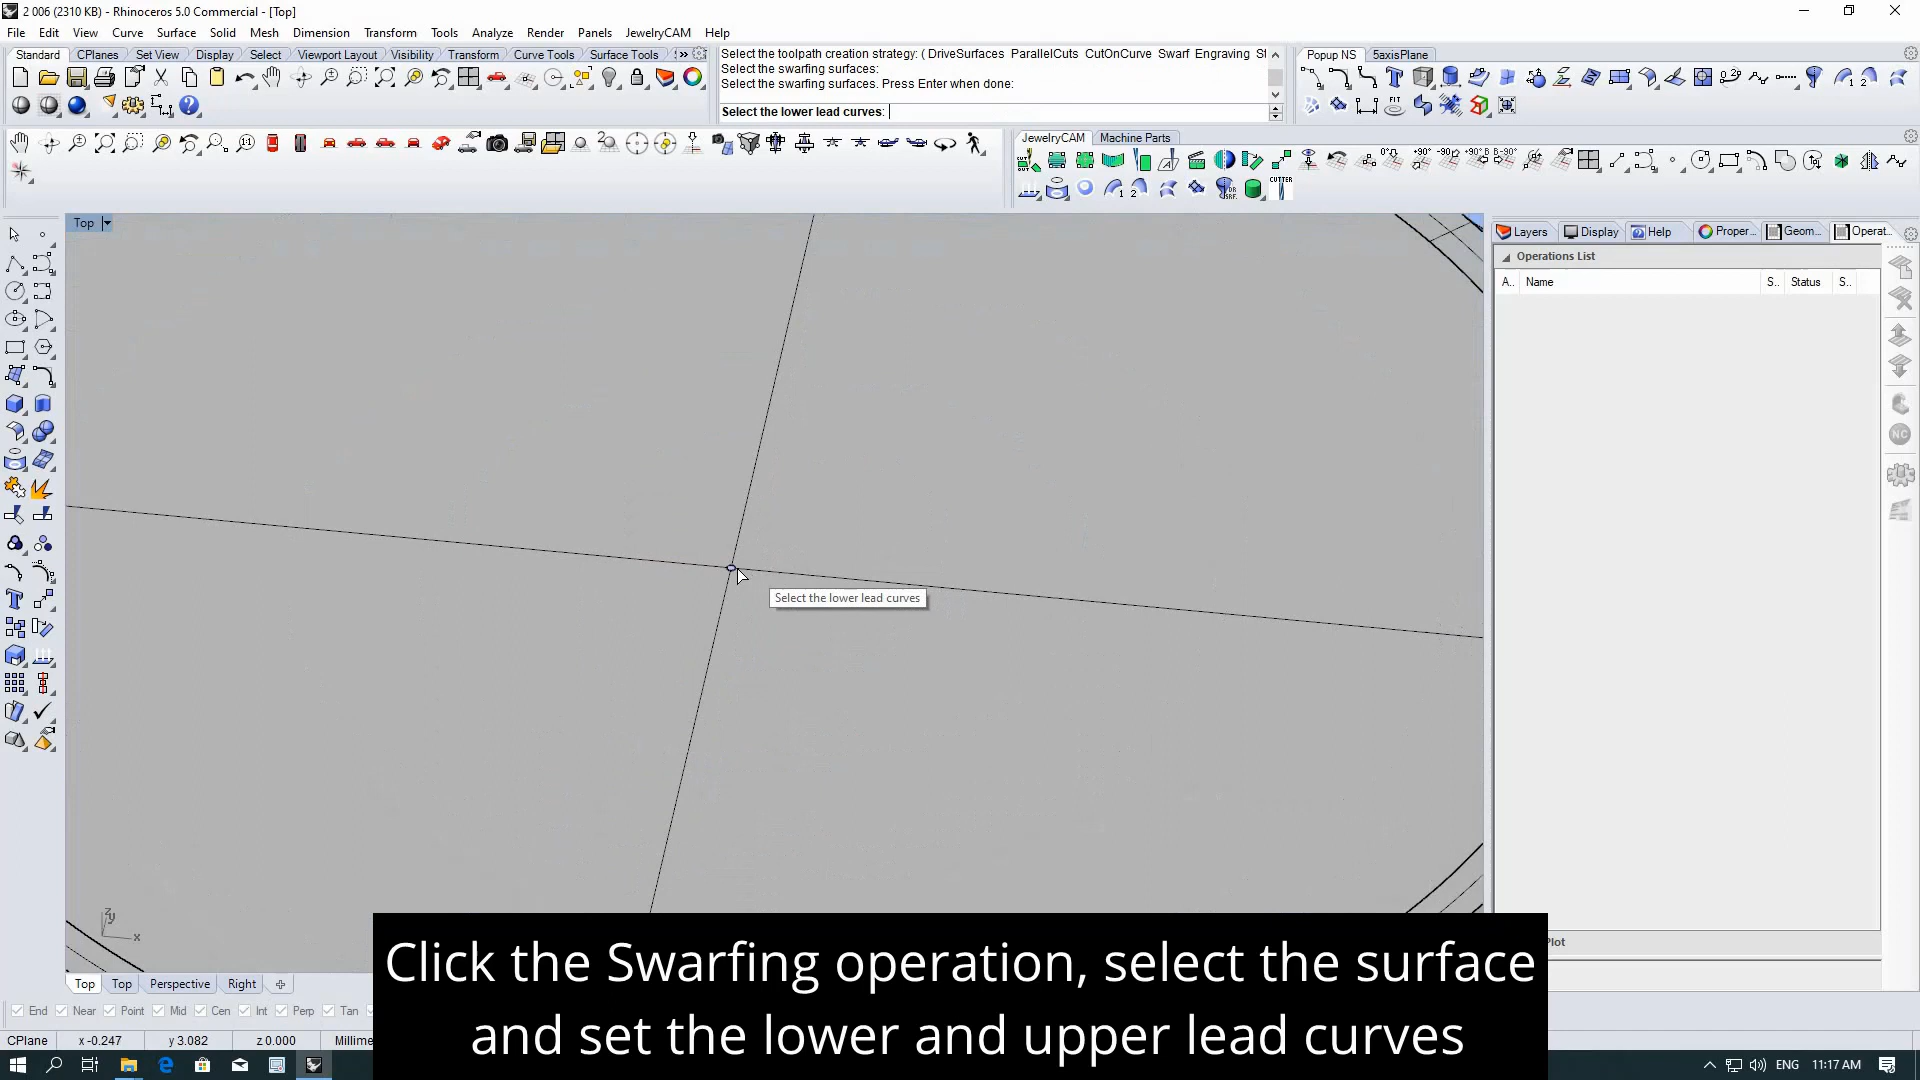 2 006 (2310 KB) - Rhinoceros 5.0 Commercial - [Top]
File Edit View Curve Surface Solid Mesh Dimension Transform Tools Analyze Render Panels JewelryCAM Help
Standard CPlanes Set View Display Select Viewport Layout Visibility Transform Curve Tools Surface Tools »
Select the toolpath creation strategy: ( DriveSurfaces ParallelCuts CutOnCurve Swarf Engraving St
Select the swarfing surfaces:
Select the swarfing surfaces. Press Enter when done:
Select the lower lead curves:
Popup NS 5axisPlane
JewelryCAM Machine Parts
Top
Layers Display Help Proper... Geom... Operat..
Operations List
A.. Name S.. Status S..
NC
Select the lower lead curves
z y x
Plot
Click the Swarfing operation, select the surface
and set the lower and upper lead curves
Top Top Perspective Right
End Near Point Mid Cen Int Perp Tan
CPlane x -0.247 y 3.082 z 0.000 Millime
ENG 11:17 AM